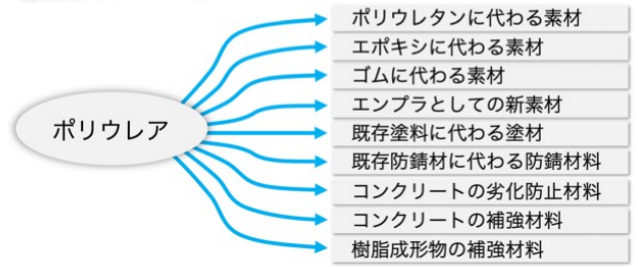 ポリウレア
ポリウレタンに代わる素材
エポキシに代わる素材
ゴムに代わる素材
エンプラとしての新素材
既存塗料に代わる塗材
既存防錆材に代わる防錆材料
コンクリートの劣化防止材料
コンクリートの補強材料
樹脂成形物の補強材料